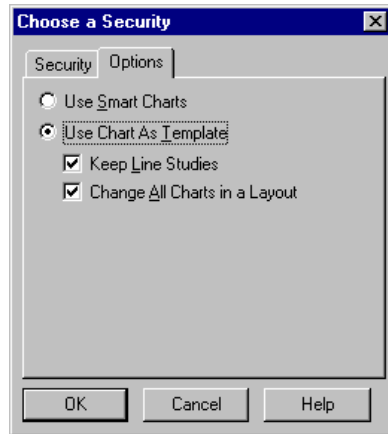 Choose a Security
Security Options
Use Smart Charts
Use Chart As Template
Keep Line Studies
Change All Charts in a Layout
OK Cancel Help